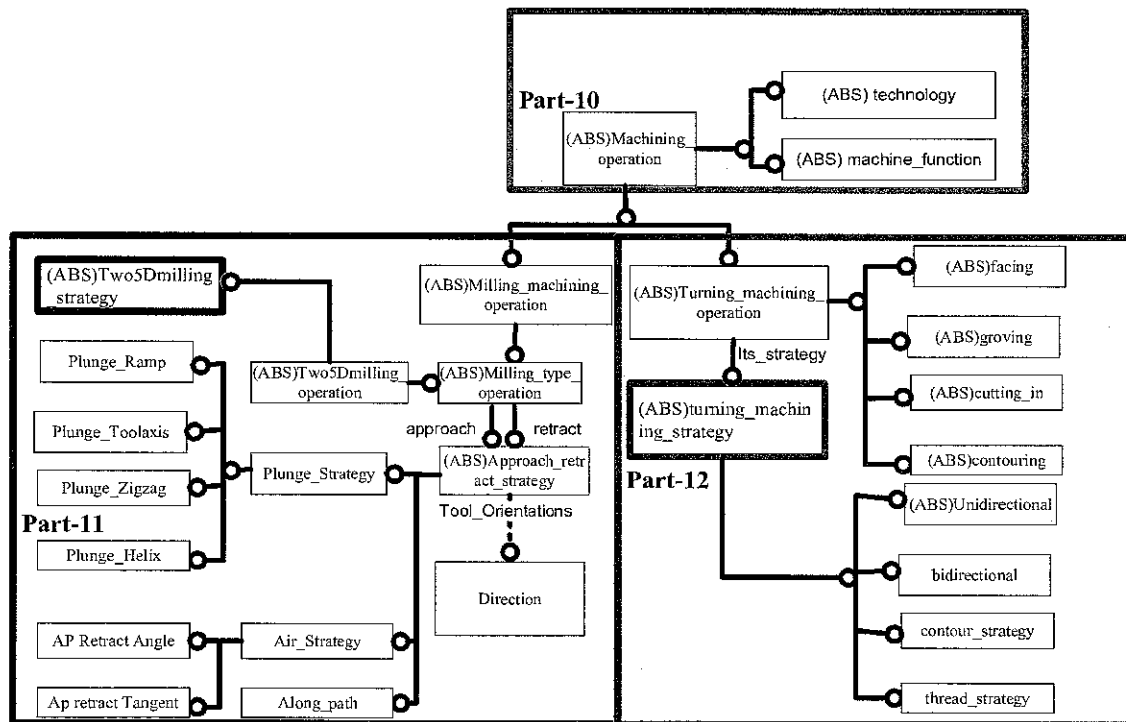 Part-10
(ABS) technology
(ABS)Machining_
operation
(ABS) machine_function
(ABS)Two5Dmilling
_strategy
(ABS)Milling_machining_
operation
Plunge_Ramp
(ABS)Two5Dmilling_
operation
(ABS)Milling_type_
operation
approach
retract
Plunge_Toolaxis
Plunge_Zigzag
Plunge_Strategy
(ABS)Approach_retr
act_strategy
Tool_Orientations
Part-11
Plunge_Helix
Direction
AP Retract Angle
Air_Strategy
Ap retract Tangent
Along_path
(ABS)Turning_machining_
operation
(ABS)facing
(ABS)groving
Its_strategy
(ABS)turning_machin
ing_strategy
(ABS)cutting_in
(ABS)contouring
Part-12
(ABS)Unidirectional
bidirectional
contour_strategy
thread_strategy